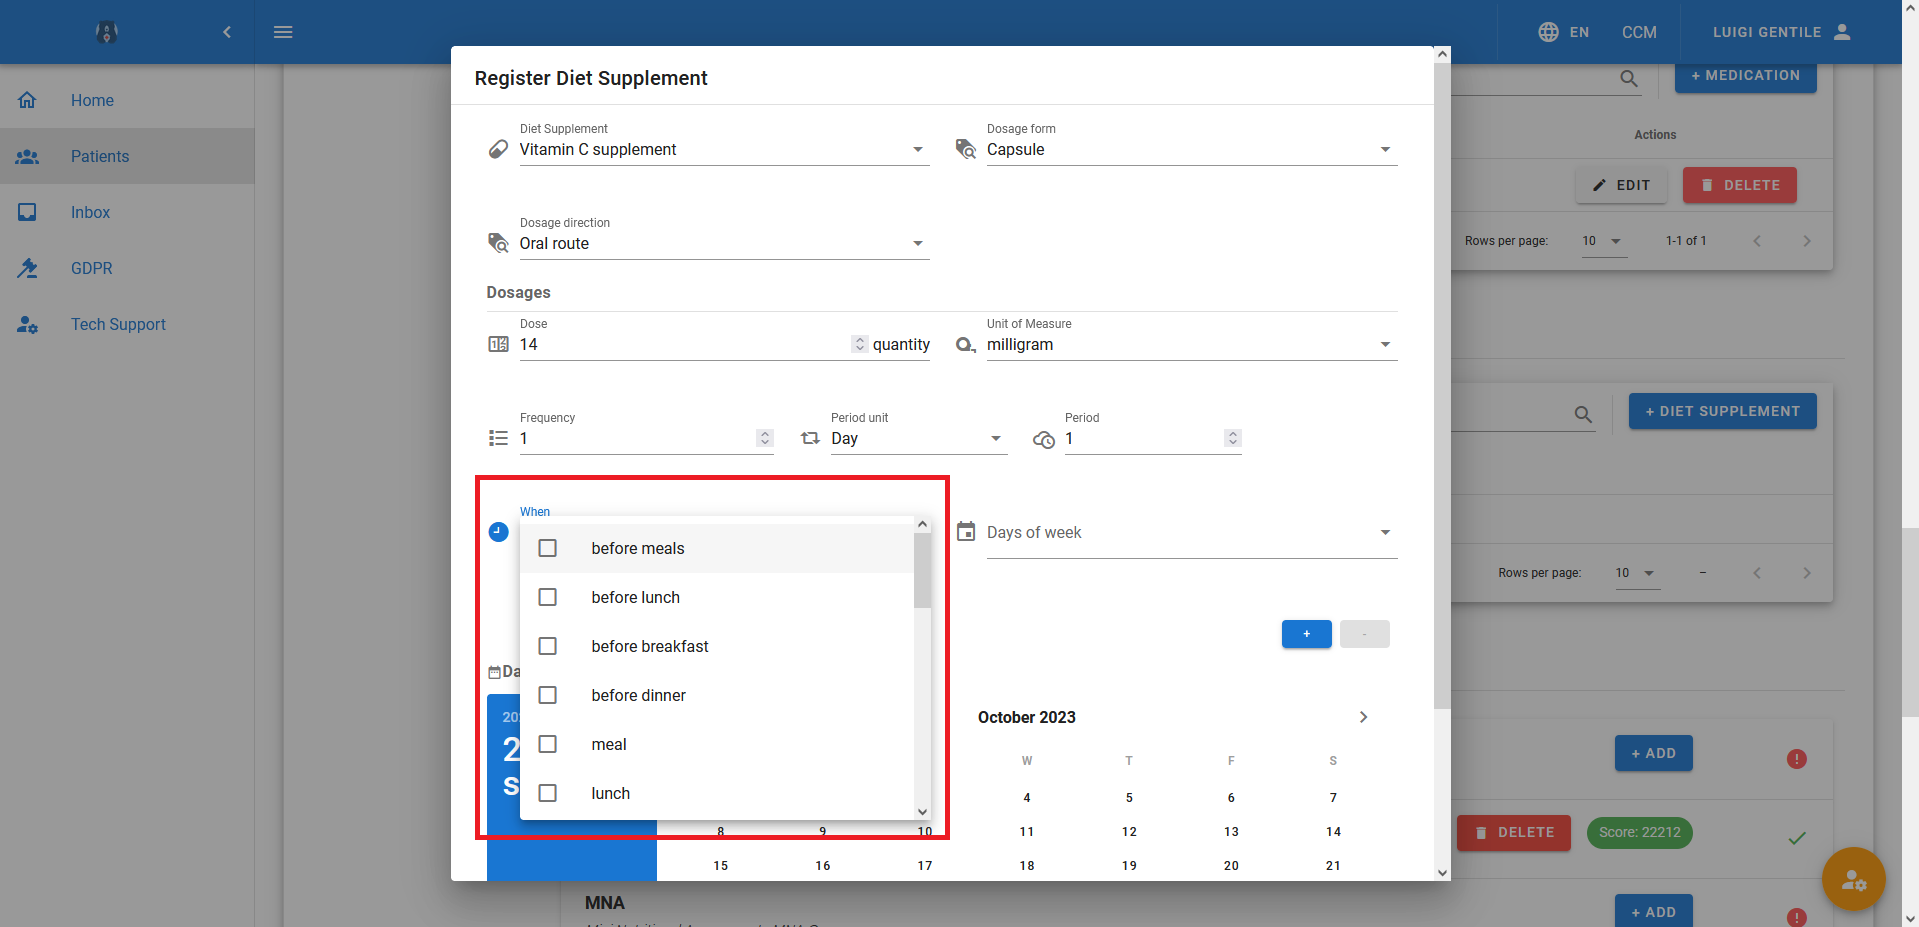 EN
CCM
LUIGI GENTILE
Home
Patients
Inbox
GDPR
Tech Support
Register Diet Supplement
Diet Supplement
Vitamin C supplement
Dosage form
Capsule
Dosage direction
Oral route
Dosages
Dose
14
quantity
Unit of Measure
milligram
Frequency
1
Period unit
Day
Period
1
When
before meals
before lunch
before breakfast
before dinner
meal
lunch
Days of week
+
-
October 2023
W T F S
4 5 6 7
8 9 10 11 12 13 14
15 16 17 18 19 20 21
+ MEDICATION
Actions
EDIT
DELETE
Rows per page: 10 1-1 of 1
+ DIET SUPPLEMENT
Rows per page: 10 –
+ ADD
DELETE
Score: 22212
MNA
+ ADD